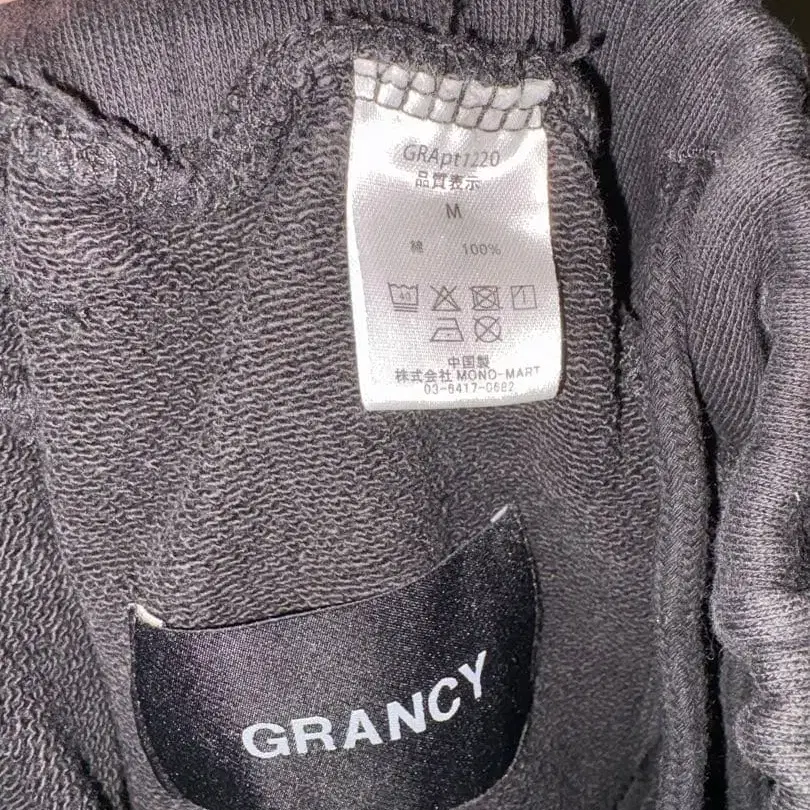 GRApt1220
品質表示
M
綿 100%
40
中国製
株式会社 MONO-MART
03-6417-0682
GRANCY